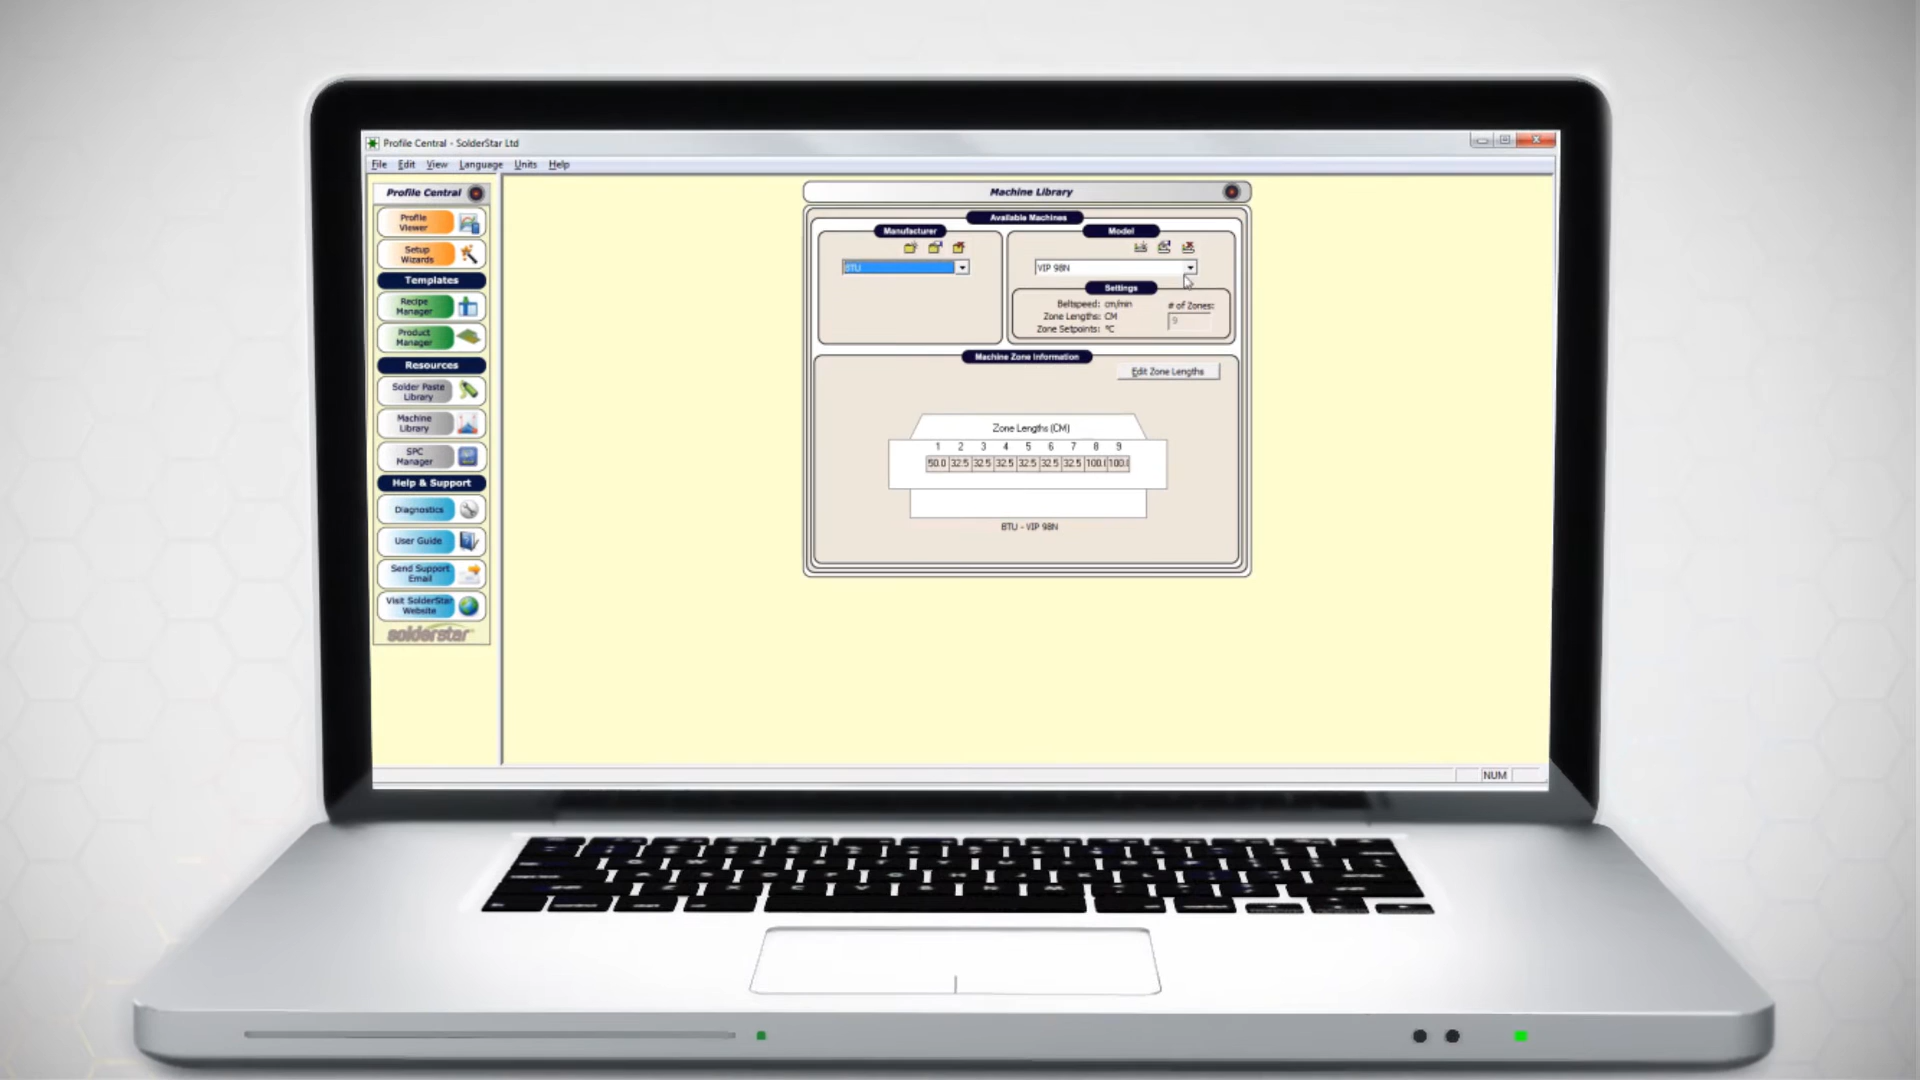 Profile Central - SolderStar Ltd
File Edit View Language Units Help
Profile Central
Profile
Viewer
Setup
Wizards
Templates
Recipe
Manager
Product
Manager
Resources
Solder Paste
Library
Machine
Library
SPC
Manager
Help & Support
Diagnostics
User Guide
Send Support
Email
Visit SolderStar
Website
solderstar
Machine Library
Available Machines
Manufacturer
BTU
Model
VIP 98N
Settings
Beltspeed: cm/min
Zone Lengths: CM
Zone Setpoints: °C
# of Zones:
9
Machine Zone Information
Edit Zone Lengths
Zone Lengths (CM)
1 2 3 4 5 6 7 8 9
50.0 32.5 32.5 32.5 32.5 32.5 32.5 100.( 100.(
BTU - VIP 98N
NUM